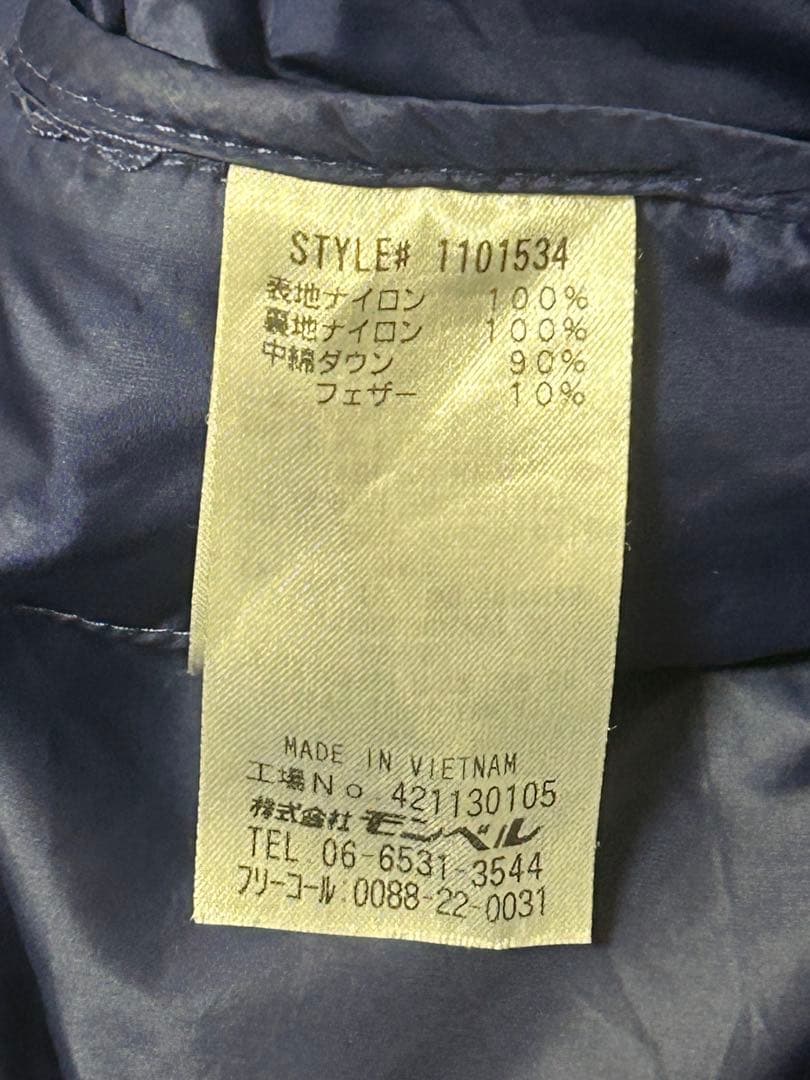 STYLE# 1101534
表地ナイロン 100%
裏地ナイロン 100%
中綿ダウン 90%
フェザー 10%
MADE IN VIETNAM
工場No. 421130105
株式会社 モンベル
TEL.06-6531-3544
フリーコール:0088-22-0031